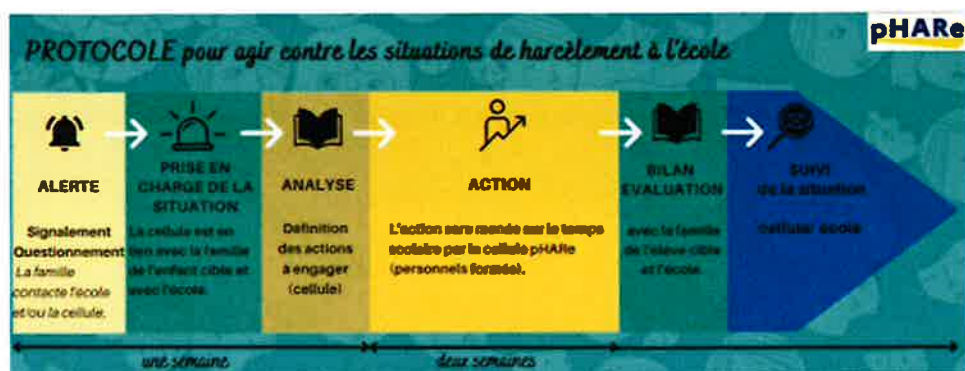 pHARe
PROTOCOLE pour agir contre les situations de harcèlement à l'école
ALERTE
Signalement
Questionnement
La famille
contacte l'école
et/ou la cellule.
PRISE EN
CHARGE DE LA
SITUATION
La cellule est en
lien avec la famille
de l'enfant cible et
avec l'école.
ANALYSE
Définition
des actions
à engager
(cellule)
ACTION
L'action sera menée sur le temps
scolaire par la cellule pHARe
(personnels formés).
BILAN
EVALUATION
avec la famille
de l'élève cible
et l'école.
SUIVI
de la situation
cellule/ école
une semaine
deux semaines